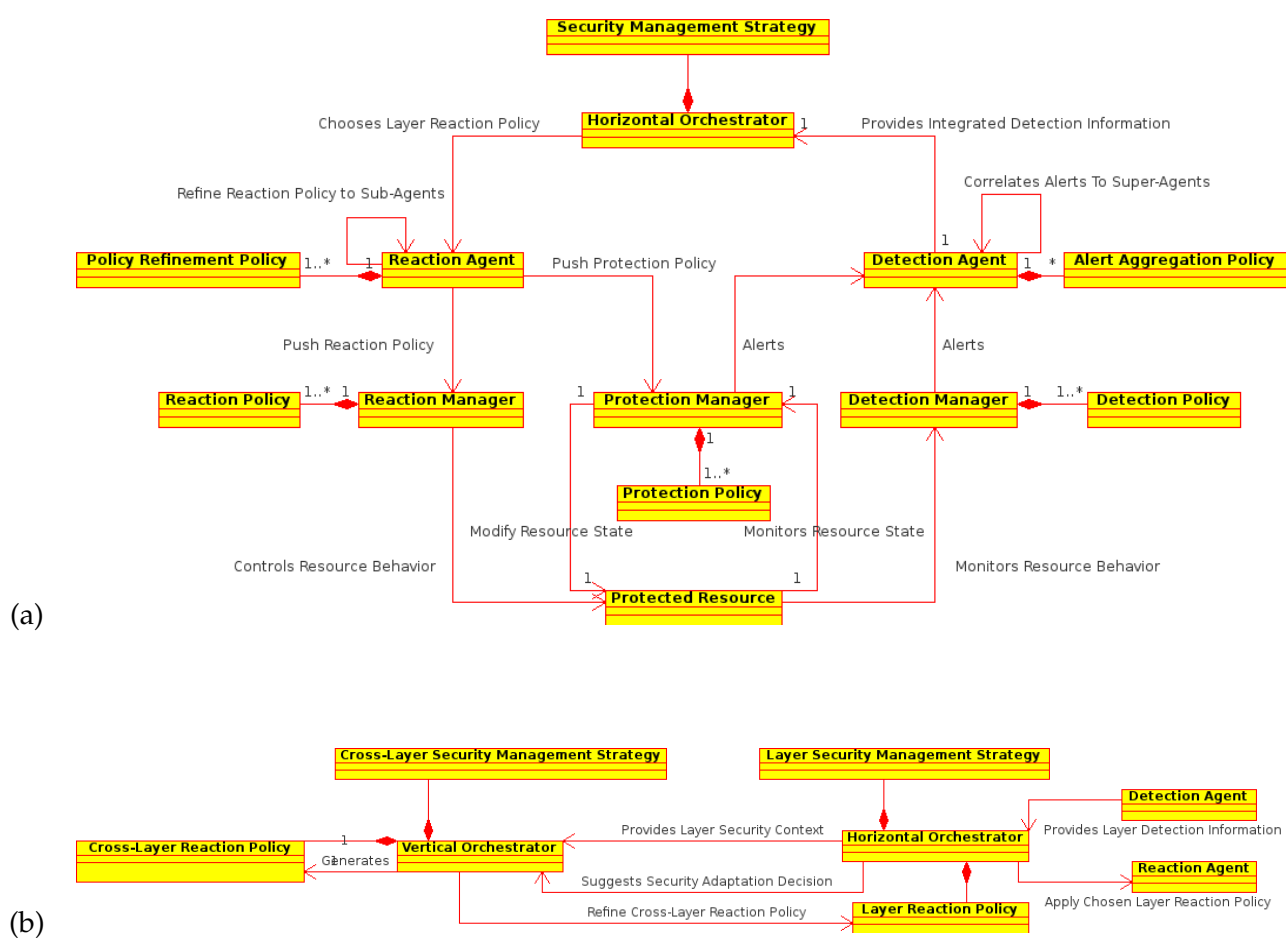 Security Management Strategy
Chooses Layer Reaction Policy
Horizontal Orchestrator
1
Provides Integrated Detection Information
Refine Reaction Policy to Sub-Agents
Correlates Alerts To Super-Agents
1
Policy Refinement Policy
1..*
1
Reaction Agent
Push Protection Policy
Detection Agent
1
*
Alert Aggregation Policy
Push Reaction Policy
Alerts
Alerts
Reaction Policy
1..*
1
Reaction Manager
1
Protection Manager
1
Detection Manager
1
1..*
Detection Policy
1
1..*
Protection Policy
Modify Resource State
Monitors Resource State
Controls Resource Behavior
Monitors Resource Behavior
1
1
Protected Resource
(a)
Cross-Layer Security Management Strategy
Layer Security Management Strategy
Detection Agent
Provides Layer Security Context
Horizontal Orchestrator
Provides Layer Detection Information
1
Cross-Layer Reaction Policy
Vertical Orchestrator
Generates
1
Reaction Agent
Suggests Security Adaptation Decision
Apply Chosen Layer Reaction Policy
Refine Cross-Layer Reaction Policy
Layer Reaction Policy
(b)